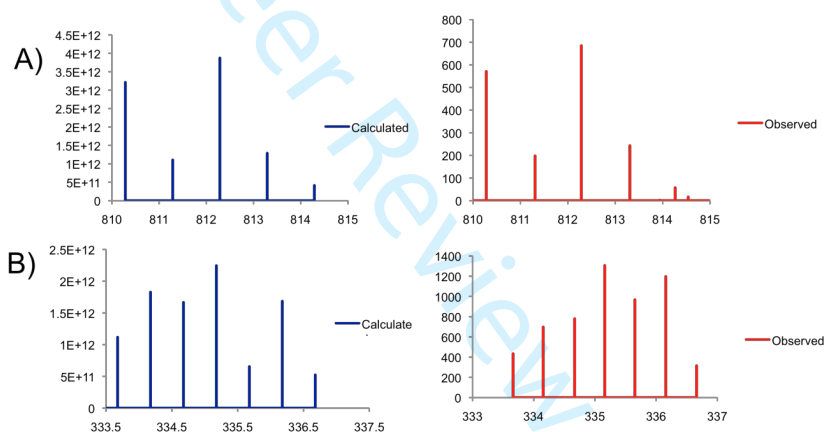 A)
4.5E+12
4E+12
3.5E+12
3E+12
2.5E+12
2E+12
1.5E+12
1E+12
5E+11
0
810 811 812 813 814 815
Calculated
800
700
600
500
400
300
200
100
0
810 811 812 813 814 815
Observed
B)
2.5E+12
2E+12
1.5E+12
1E+12
5E+11
0
333.5 334.5 335.5 336.5 337.5
Calculate
1400
1200
1000
800
600
400
200
0
333 334 335 336 337
Observed
Review